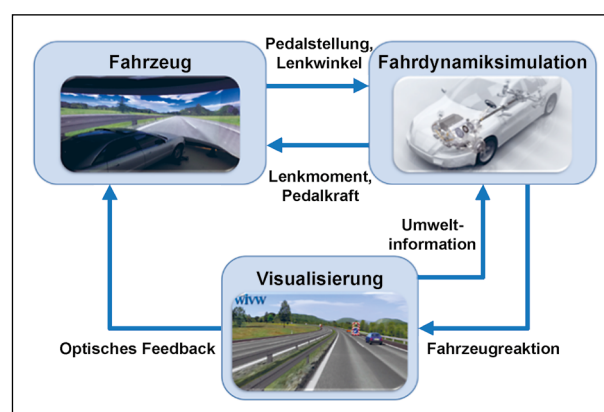 Fahrzeug
Pedalstellung,
Lenkwinkel
Fahrdynamiksimulation
Lenkmoment,
Pedalkraft
Umwelt-
information
Visualisierung
wivw
Optisches Feedback
Fahrzeugreaktion